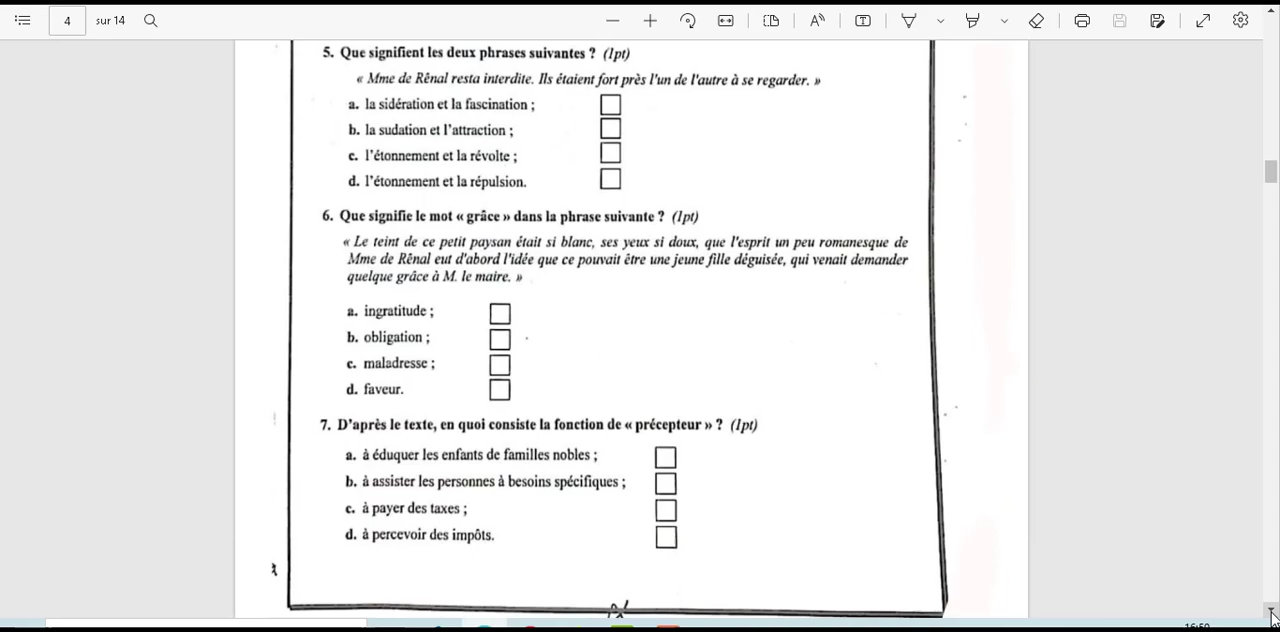 4 sur 14
5. Que signifient les deux phrases suivantes ? (1pt)
« Mme de Rênal resta interdite. Ils étaient fort près l'un de l'autre à se regarder. »
a. la sidération et la fascination ;
b. la sudation et l'attraction ;
c. l'étonnement et la révolte ;
d. l'étonnement et la répulsion.
6. Que signifie le mot « grâce » dans la phrase suivante ? (1pt)
« Le teint de ce petit paysan était si blanc, ses yeux si doux, que l'esprit un peu romanesque de
Mme de Rênal eut d'abord l'idée que ce pouvait être une jeune fille déguisée, qui venait demander
quelque grâce à M. le maire. »
a. ingratitude ;
b. obligation ;
c. maladresse ;
d. faveur.
7. D'après le texte, en quoi consiste la fonction de « précepteur » ? (1pt)
a. à éduquer les enfants de familles nobles ;
b. à assister les personnes à besoins spécifiques ;
c. à payer des taxes ;
d. à percevoir des impôts.